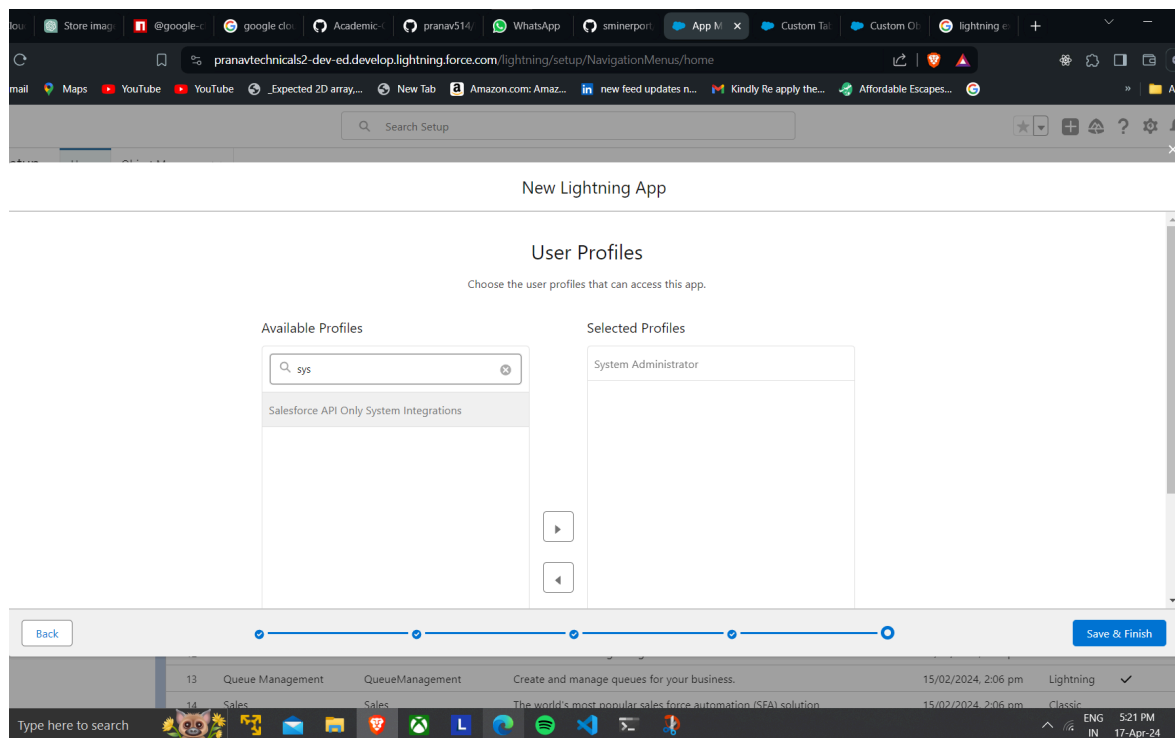 Store imag
@google-c
google clou
Academic-
pranav514/
WhatsApp
sminerport.
App M
Custom Tab
Custom Ob
lightning e
pranavtechnicals2-dev-ed.develop.lightning.force.com/lightning/setup/NavigationMenus/home
mail
Maps
YouTube
YouTube
_Expected 2D array,...
New Tab
Amazon.com: Amaz...
new feed updates n...
Kindly Re apply the...
Affordable Escapes...
»
Search Setup
New Lightning App
User Profiles
Choose the user profiles that can access this app.
Available Profiles
Selected Profiles
sys
System Administrator
Salesforce API Only System Integrations
Back
Save & Finish
13 Queue Management QueueManagement Create and manage queues for your business. 15/02/2024, 2:06 pm Lightning
14 Sales Sales The world's most popular sales force automation (SFA) solution 15/02/2024, 2:06 pm Classic
Type here to search
ENG
IN
5:21 PM
17-Apr-24